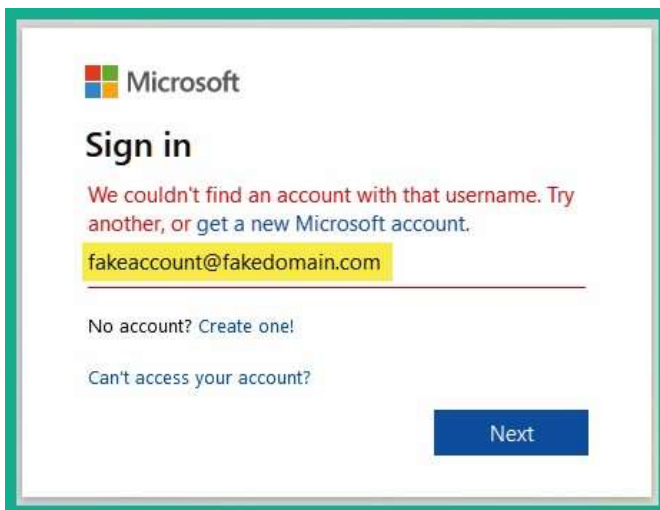 Microsoft
Sign in
We couldn't find an account with that username. Try
another, or get a new Microsoft account.
fakeaccount@fakedomain.com
No account? Create one!
Can't access your account?
Next